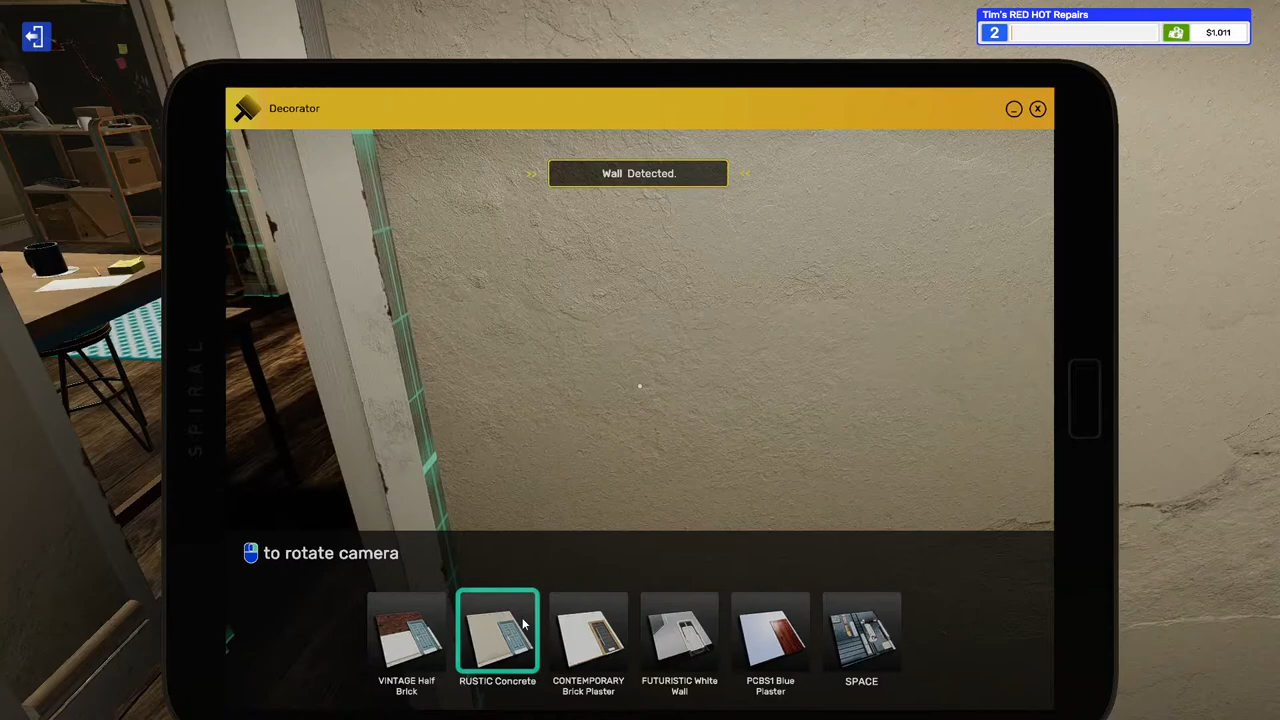 Tim's RED HOT Repairs
2
$1,011
Decorator
Wall Detected.
SPIRAL
to rotate camera
VINTAGE Half
Brick
RUSTIC Concrete
CONTEMPORARY
Brick Plaster
FUTURISTIC White
Wall
PCBS1 Blue
Plaster
SPACE